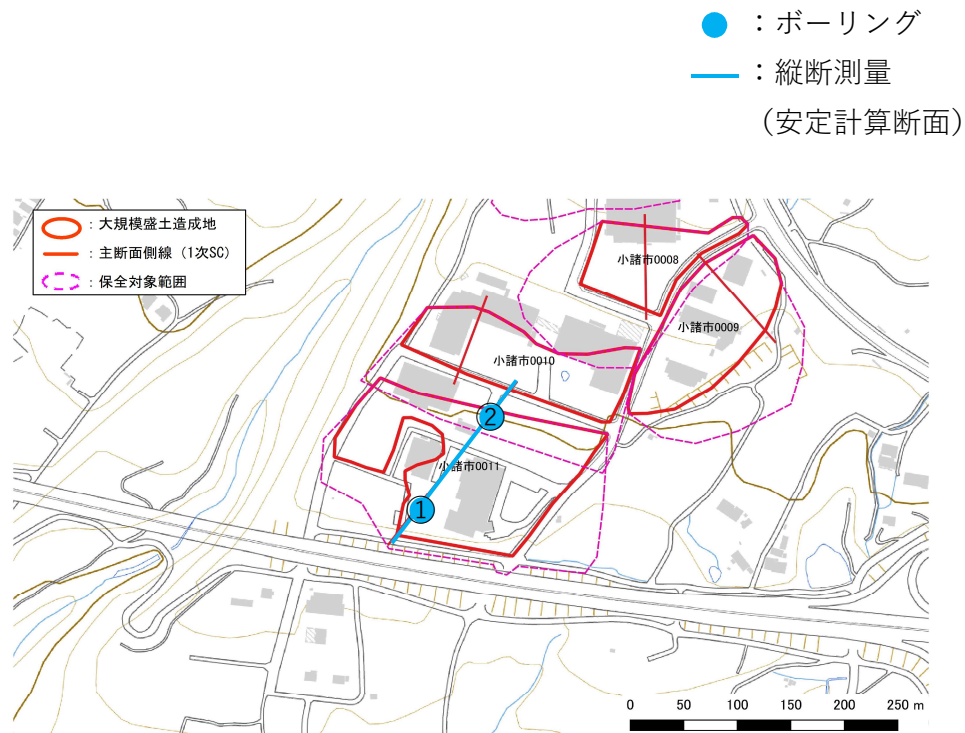 ：ボーリング
：縦断測量
（安定計算断面）
：大規模盛土造成地
：主断面側線（1次SC）
：保全対象範囲
小諸市0008
小諸市0009
小諸市0010
②
小諸市0011
①
0 50 100 150 200 250 m